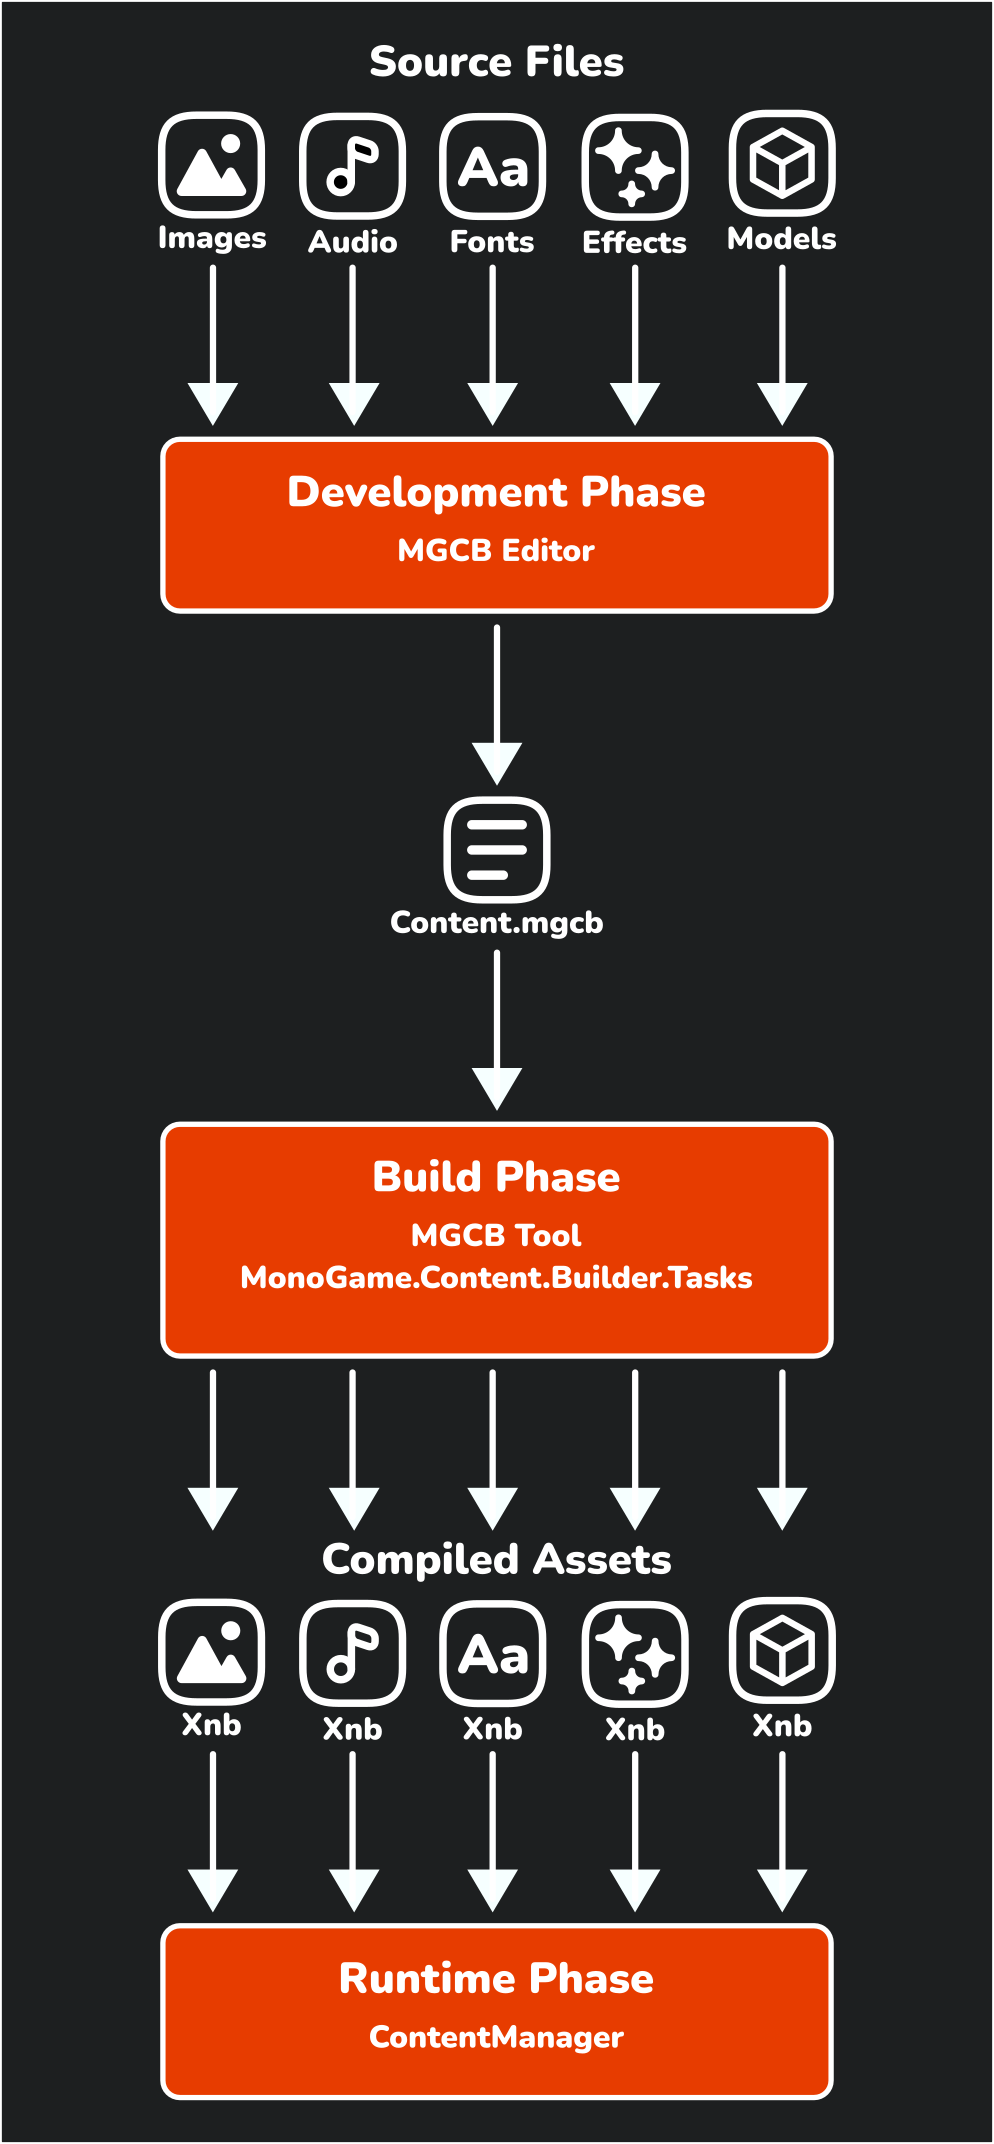 Source Files
Images
Audio
Aa
Fonts
Effects
Models
Development Phase
MGCB Editor
Content.mgcb
Build Phase
MGCB Tool
MonoGame.Content.Builder.Tasks
Compiled Assets
Aa
Xnb
Xnb
Xnb
Xnb
Xnb
Runtime Phase
ContentManager